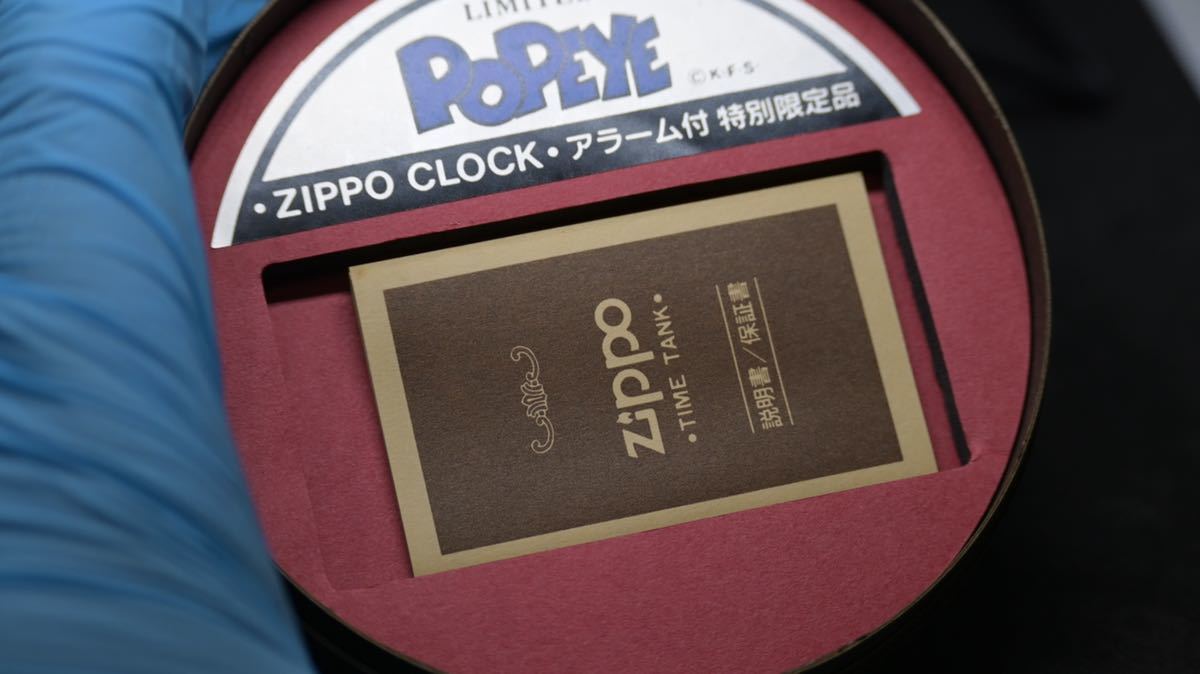 LIMITE
POPEYE
©K·F·S·
·ZIPPO CLOCK·アラーム付 特別限定品
zippo
·TIME TANK·
説明書/保証書